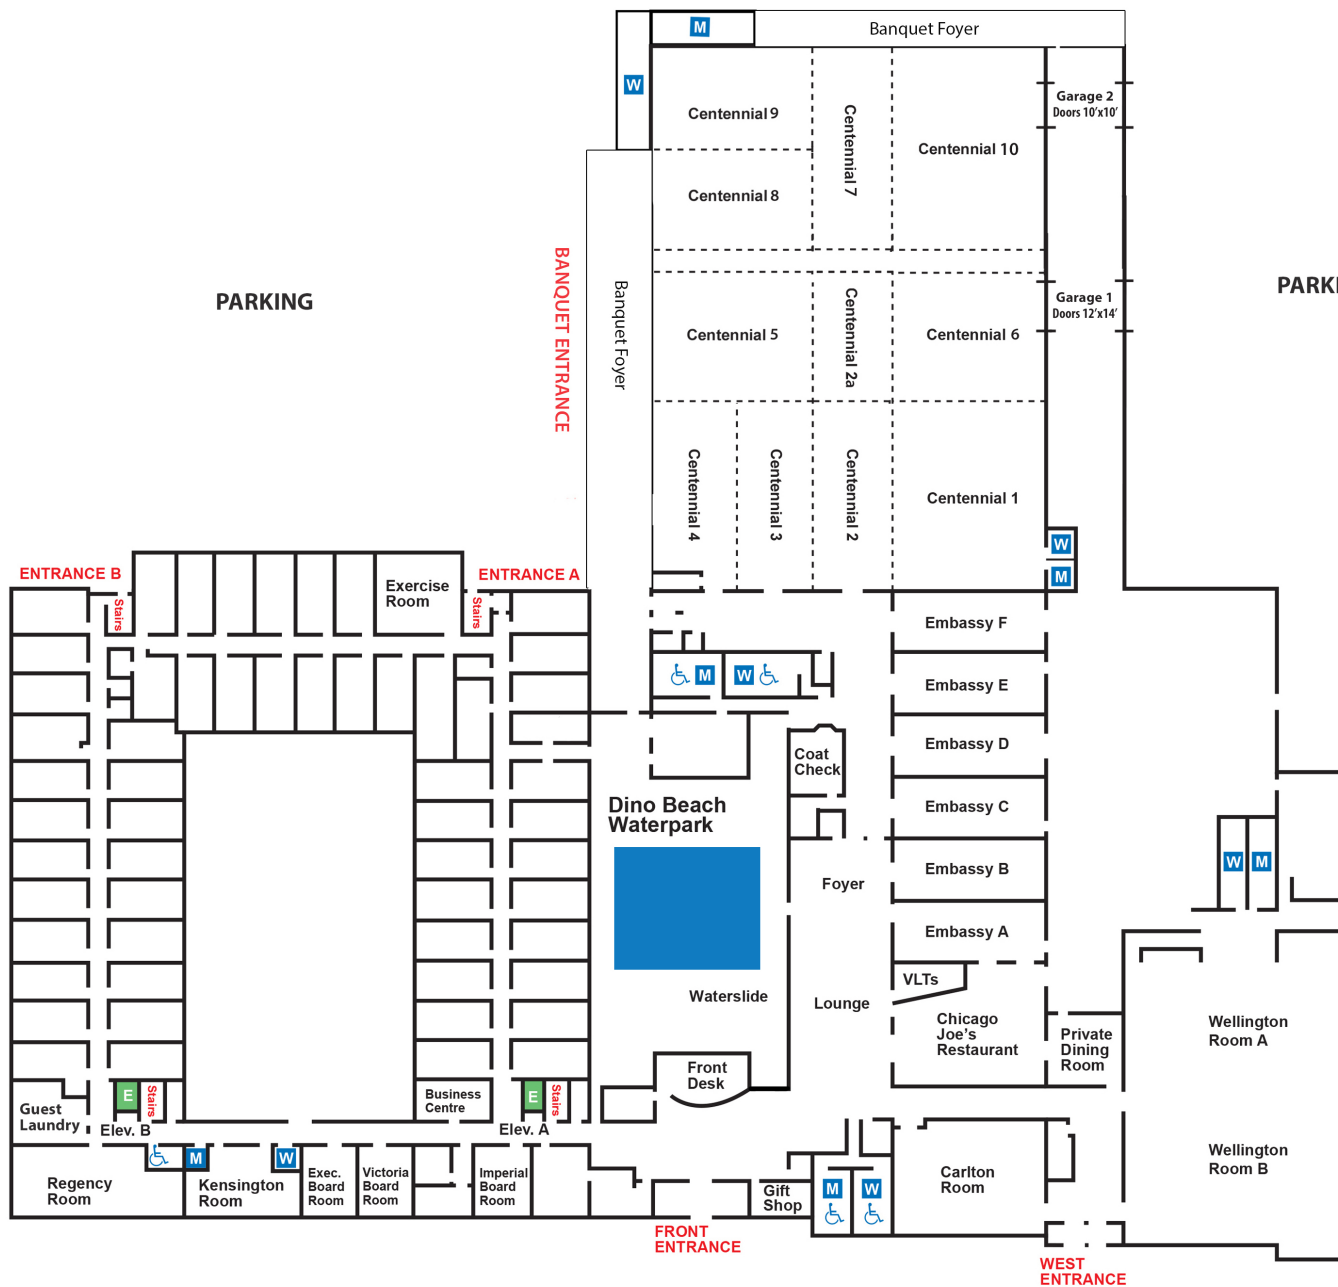 M
Banquet Foyer
W
Centennial 9
Centennial 7
Centennial 10
Garage 2
Doors 10'x10'
Centennial 8
BANQUET ENTRANCE
Banquet Foyer
PARKING
PARKI
Centennial 5
Centennial 2a
Centennial 6
Garage 1
Doors 12'x14'
Centennial 4
Centennial 3
Centennial 2
Centennial 1
W
M
ENTRANCE B
Stairs
Exercise
Room
ENTRANCE A
Stairs
Embassy F
M
W
Embassy E
Embassy D
Coat
Check
Embassy C
Dino Beach
Waterpark
Embassy B
Foyer
W
M
Embassy A
VLTs
Waterslide
Lounge
Chicago
Joe's
Restaurant
Private
Dining
Room
Wellington
Room A
Front
Desk
Guest
Laundry
E
Stairs
Elev. B
Business
Centre
E
Stairs
Elev. A
Regency
Room
M
W
Kensington
Room
Exec.
Board
Room
Victoria
Board
Room
Imperial
Board
Room
Gift
Shop
M
W
Carlton
Room
Wellington
Room B
FRONT
ENTRANCE
WEST
ENTRANCE